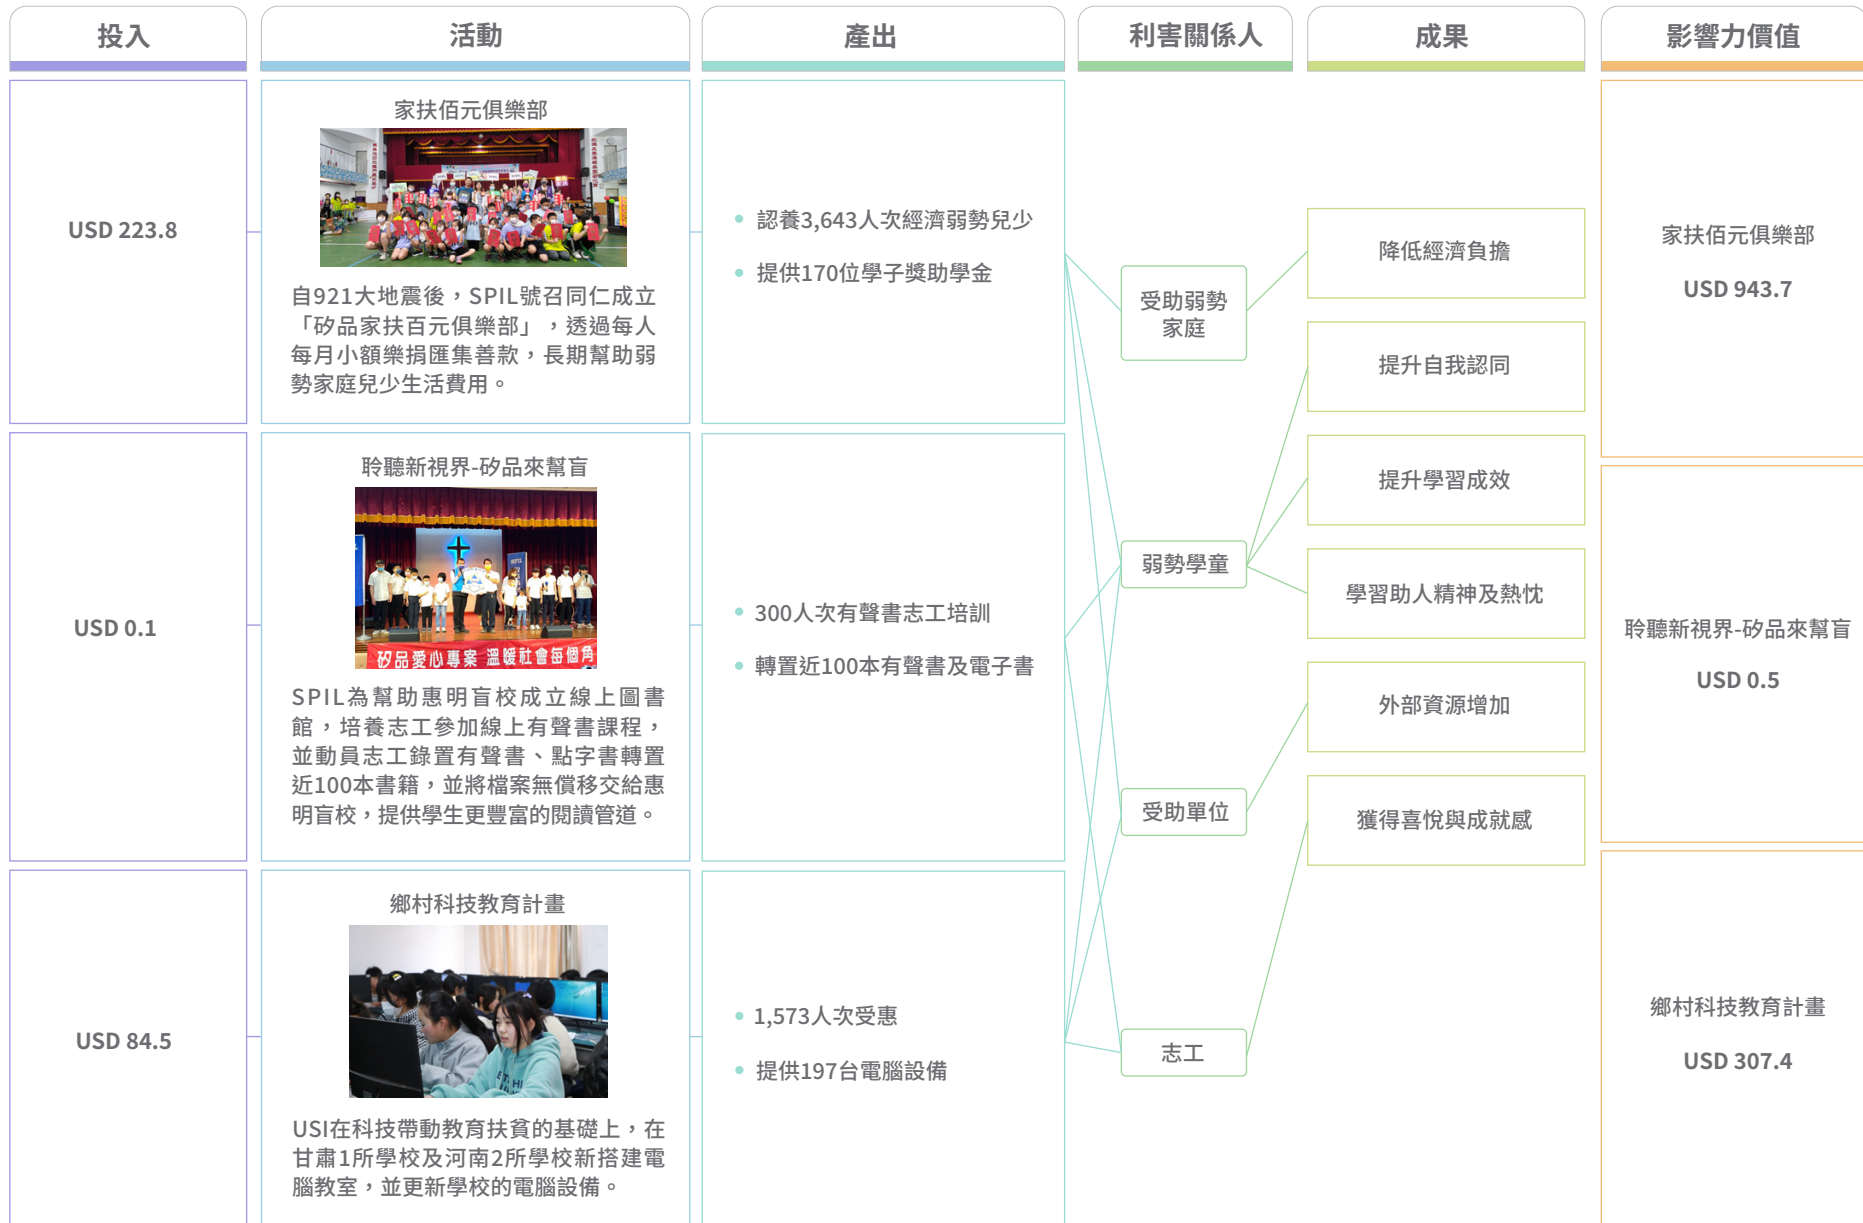 投入
活動
產出
利害關係人
成果
影響力價值
USD 223.8
家扶佰元俱樂部
自921大地震後，SPIL號召同仁成立
「矽品家扶百元俱樂部」，透過每人
每月小額樂捐匯集善款，長期幫助弱
勢家庭兒少生活費用。
認養3,643人次經濟弱勢兒少
提供170位學子獎助學金
USD 0.1
聆聽新視界-矽品來幫盲
SPIL
矽品愛心專案 溫暖社會每個角
SPIL為幫助惠明盲校成立線上圖書
館，培養志工參加線上有聲書課程，
並動員志工錄置有聲書、點字書轉置
近100本書籍，並將檔案無償移交給惠
明盲校，提供學生更豐富的閱讀管道。
300人次有聲書志工培訓
轉置近100本有聲書及電子書
USD 84.5
鄉村科技教育計畫
USI在科技帶動教育扶貧的基礎上，在
甘肅1所學校及河南2所學校新搭建電
腦教室，並更新學校的電腦設備。
1,573人次受惠
提供197台電腦設備
受助弱勢
家庭
弱勢學童
受助單位
志工
降低經濟負擔
提升自我認同
提升學習成效
學習助人精神及熱忱
外部資源增加
獲得喜悅與成就感
家扶佰元俱樂部
USD 943.7
聆聽新視界-矽品來幫盲
USD 0.5
鄉村科技教育計畫
USD 307.4